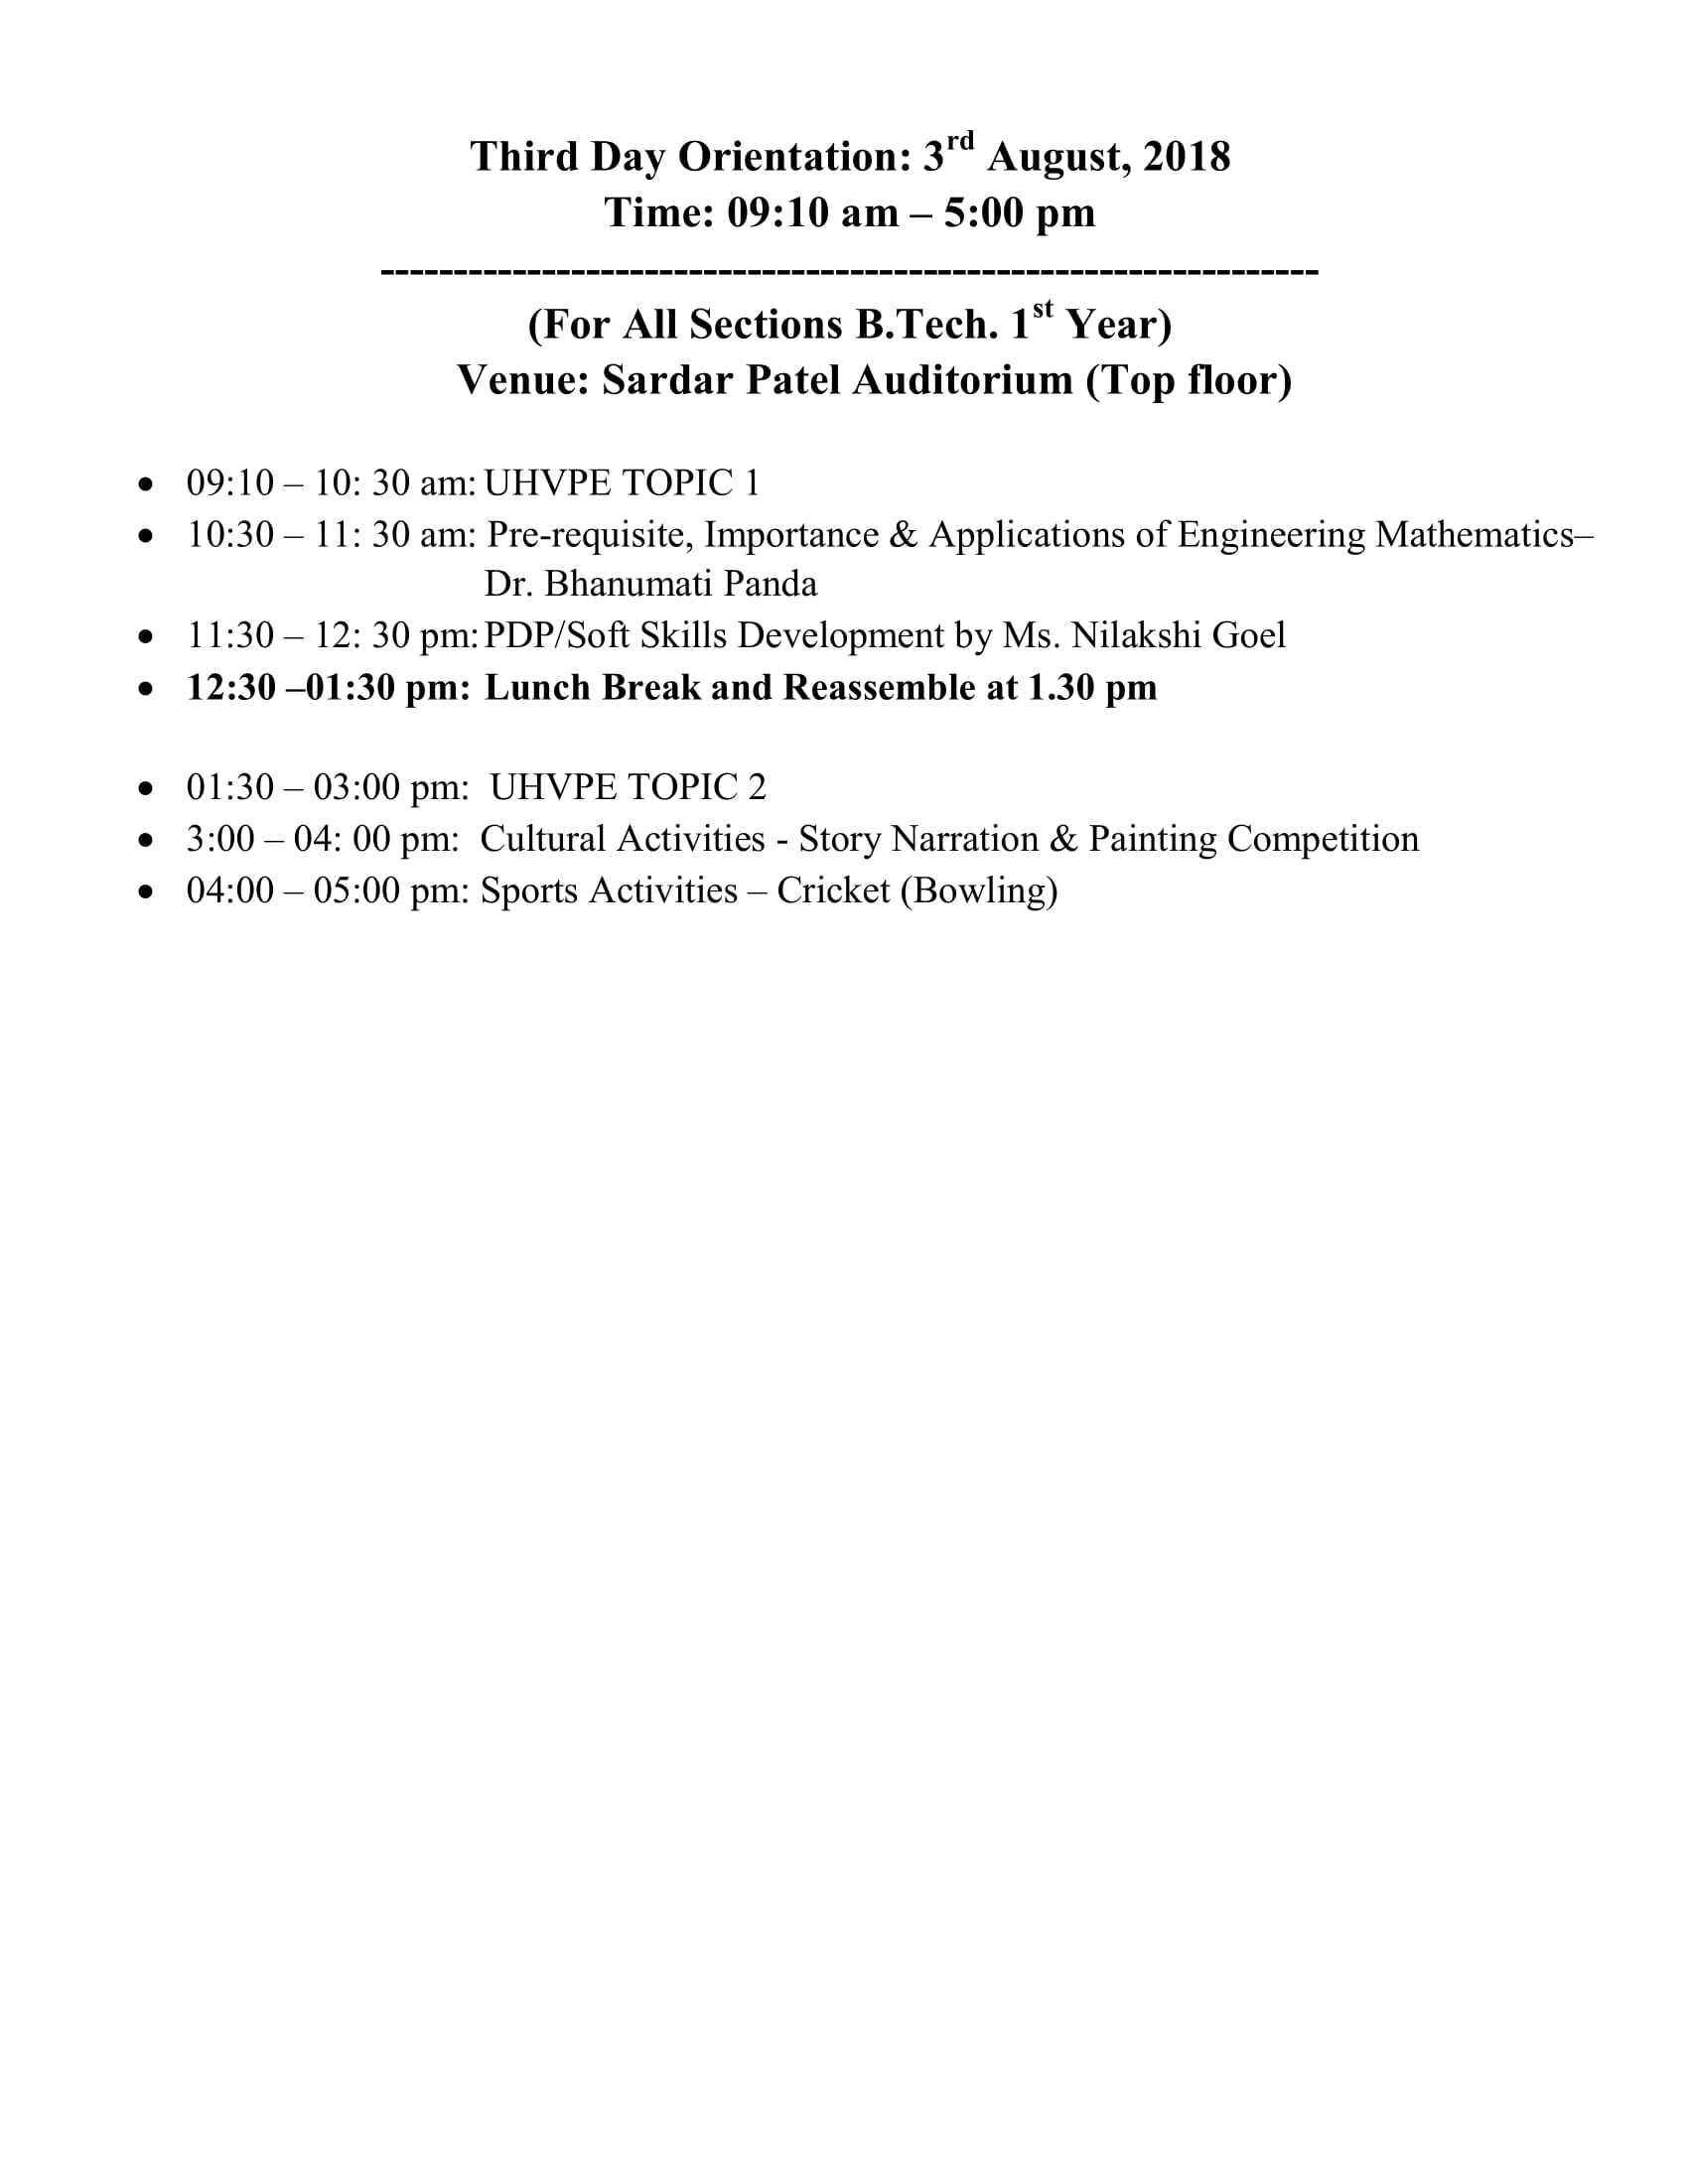 Third Day Orientation: 3rd August, 2018
Time: 09:10 am – 5:00 pm
----------------------------------------------------------------
(For All Sections B.Tech. 1st Year)
Venue: Sardar Patel Auditorium (Top floor)
• 09:10 – 10: 30 am: UHVPE TOPIC 1
• 10:30 – 11: 30 am: Pre-requisite, Importance & Applications of Engineering Mathematics–
Dr. Bhanumati Panda
• 11:30 – 12: 30 pm: PDP/Soft Skills Development by Ms. Nilakshi Goel
• 12:30 –01:30 pm: Lunch Break and Reassemble at 1.30 pm
• 01:30 – 03:00 pm: UHVPE TOPIC 2
• 3:00 – 04: 00 pm: Cultural Activities - Story Narration & Painting Competition
• 04:00 – 05:00 pm: Sports Activities – Cricket (Bowling)